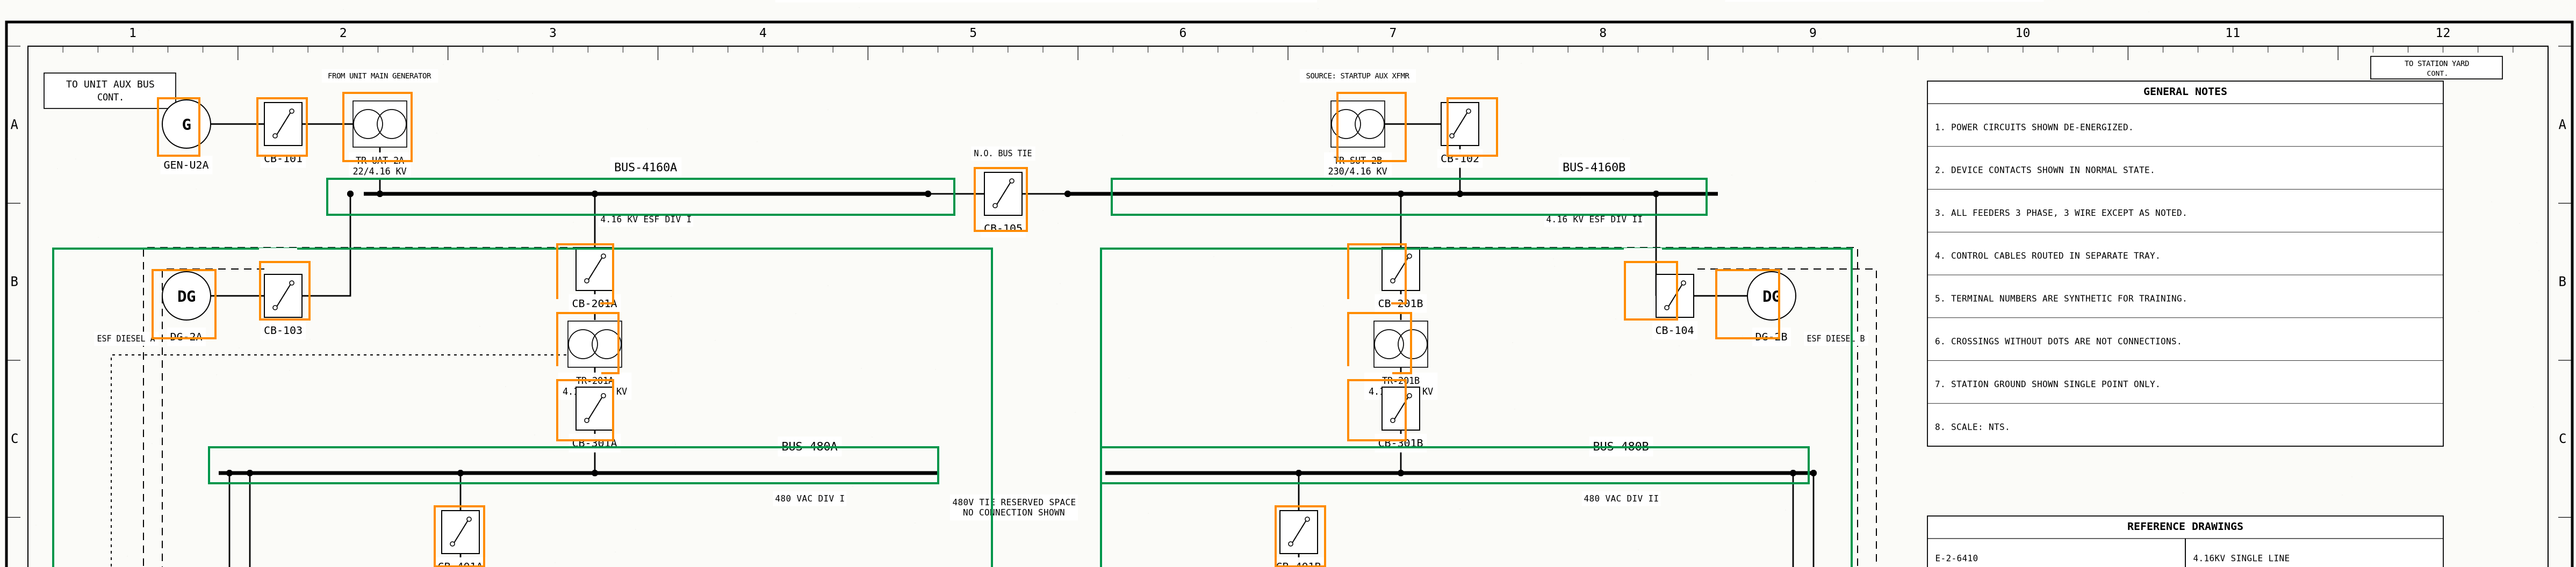 1 2 3 4 5 6 7 8 9 10 11 12
TO UNIT AUX BUS
CONT.
FROM UNIT MAIN GENERATOR
SOURCE: STARTUP AUX XFMR
TO STATION YARD
CONT.
A
G
GEN-U2A
CB-101
TR-UAT-2A
22/4.16 KV
BUS-4160A
N.O. BUS TIE
CB-105
TR-SUT-2B
230/4.16 KV
CB-102
BUS-4160B
A
4.16 KV ESF DIV I
4.16 KV ESF DIV II
B
DG
DG-2A
ESF DIESEL A
CB-103
CB-201A
TR-201A
KV
CB-301A
CB-201B
TR-201B
KV
CB-301B
CB-104
DG
DG-2B
ESF DIESEL B
B
C
BUS-480A
480 VAC DIV I
480V TIE RESERVED SPACE
NO CONNECTION SHOWN
BUS-480B
480 VAC DIV II
C
CB-401A
CB-401B
GENERAL NOTES
1. POWER CIRCUITS SHOWN DE-ENERGIZED.
2. DEVICE CONTACTS SHOWN IN NORMAL STATE.
3. ALL FEEDERS 3 PHASE, 3 WIRE EXCEPT AS NOTED.
4. CONTROL CABLES ROUTED IN SEPARATE TRAY.
5. TERMINAL NUMBERS ARE SYNTHETIC FOR TRAINING.
6. CROSSINGS WITHOUT DOTS ARE NOT CONNECTIONS.
7. STATION GROUND SHOWN SINGLE POINT ONLY.
8. SCALE: NTS.
REFERENCE DRAWINGS
E-2-6410 4.16KV SINGLE LINE